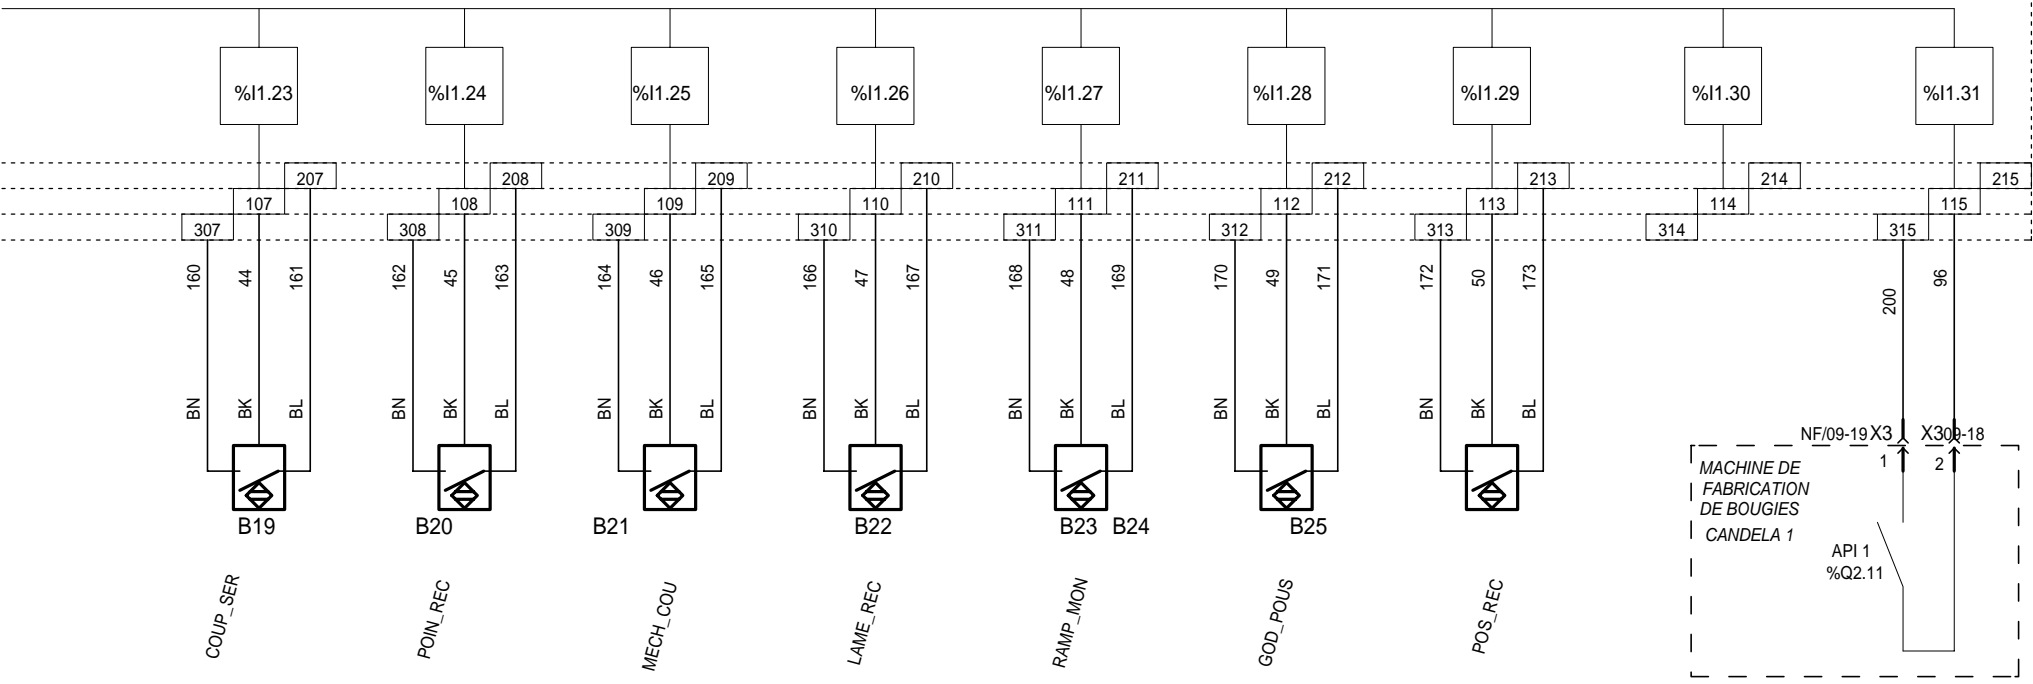 %I1.23 %I1.24 %I1.25 %I1.26 %I1.27 %I1.28 %I1.29 %I1.30 %I1.31
207 208 209 210 211 212 213 214 215
107 108 109 110 111 112 113 114 115
307 308 309 310 311 312 313 314 315
160 44 161 162 45 163 164 46 165 166 47 167 168 48 169 170 49 171 172 50 173 200 96
BN BK BL BN BK BL BN BK BL BN BK BL BN BK BL BN BK BL BN BK BL
NF/09-19 X3 X3 09-18
1 2
MACHINE DE
FABRICATION
DE BOUGIES
CANDELA 1
API 1
%Q2.11
B19 B20 B21 B22 B23 B24 B25
COUP_SER POIN_REC MECH_COU LAME_REC RAMP_MON GOD_POUS POS_REC